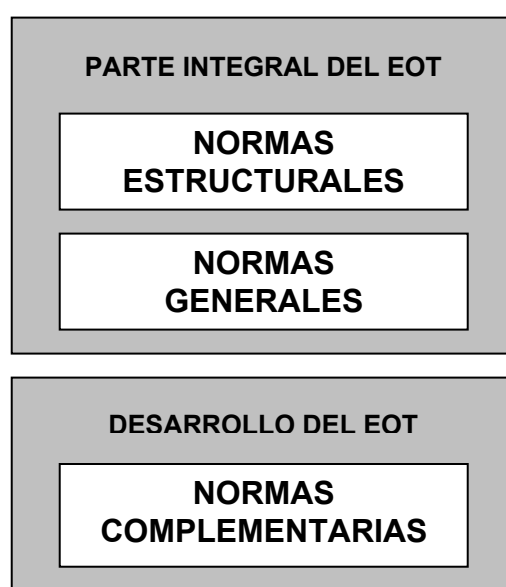 PARTE INTEGRAL DEL EOT
NORMAS
ESTRUCTURALES
NORMAS
GENERALES
DESARROLLO DEL EOT
NORMAS
COMPLEMENTARIAS